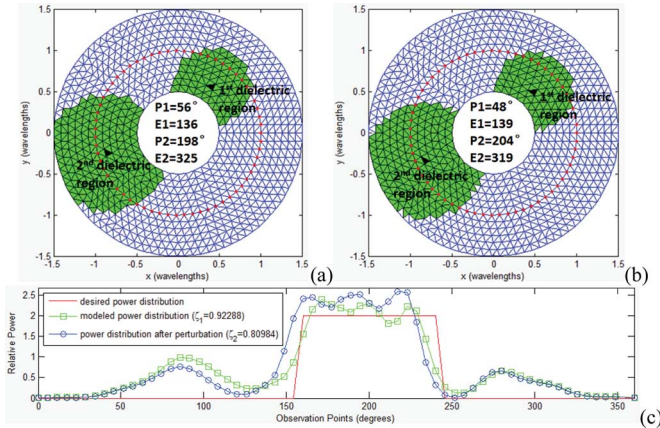 1.5
1
0.5
0
-0.5
-1
-1.5
y (wavelengths)
1st dielectric
region
P1=56°
E1=136
P2=198°
E2=325
2nd dielectric
region
-1.5 -1 -0.5 0 0.5 1 1.5
x (wavelengths)
(a)
1.5
1
0.5
0
-0.5
-1
-1.5
y (wavelengths)
1st dielectric
region
P1=48°
E1=139
P2=204°
E2=319
2nd dielectric
region
-1.5 -1 -0.5 0 0.5 1 1.5
x (wavelengths)
(b)
2.5
2
1.5
1
0.5
0
Relative Power
desired power distribution
modeled power distribution (ζ1=0.92288)
power distribution after perturbation (ζ2=0.80984)
0 50 100 150 200 250 300 350
Observation Points (degrees)
(c)